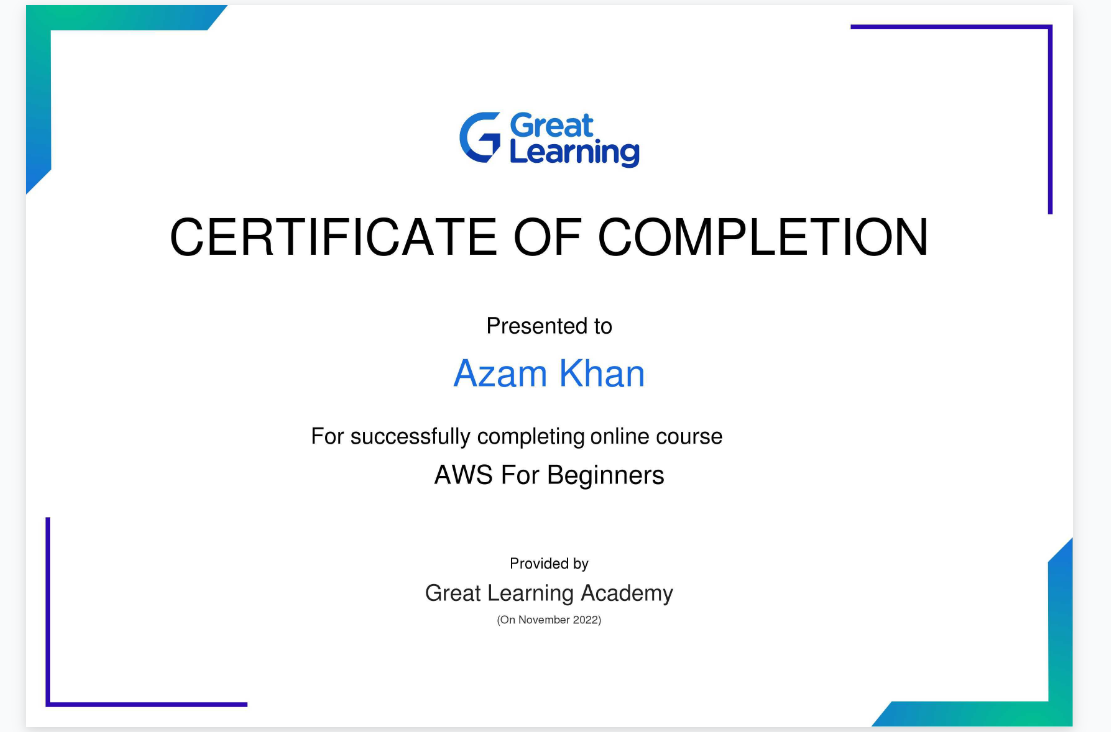 Great
Learning
CERTIFICATE OF COMPLETION
Presented to
Azam Khan
For successfully completing online course
AWS For Beginners
Provided by
Great Learning Academy
(On November 2022)